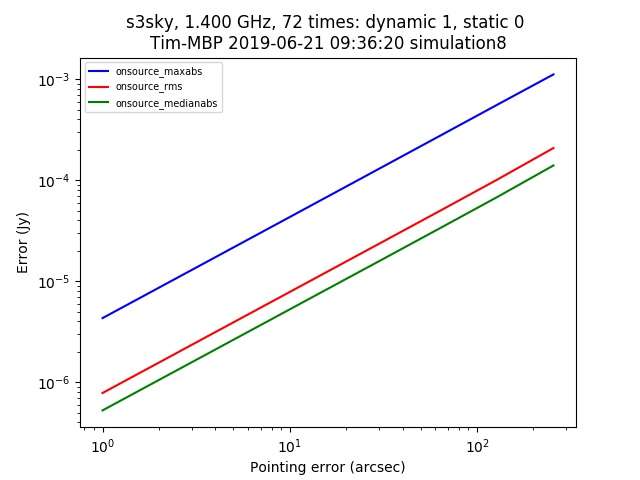 s3sky, 1.400 GHz, 72 times: dynamic 1, static 0
Tim-MBP 2019-06-21 09:36:20 simulation8
onsource_maxabs
onsource_rms
onsource_medianabs
Error (Jy)
10⁻³
10⁻⁴
10⁻⁵
10⁻⁶
10⁰ 10¹ 10²
Pointing error (arcsec)